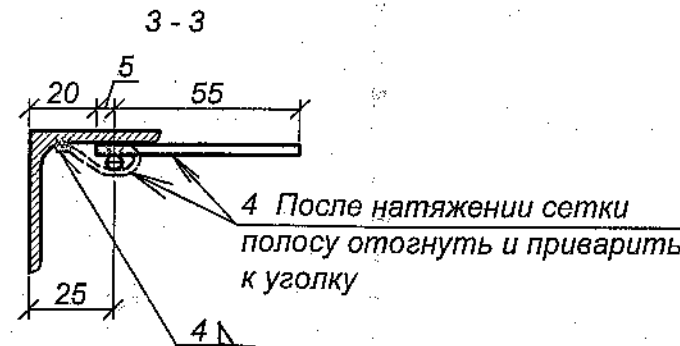 3 - 3
5
20
55
4 После натяжении сетки
полосу отогнуть и приварить
к уголку
25
4